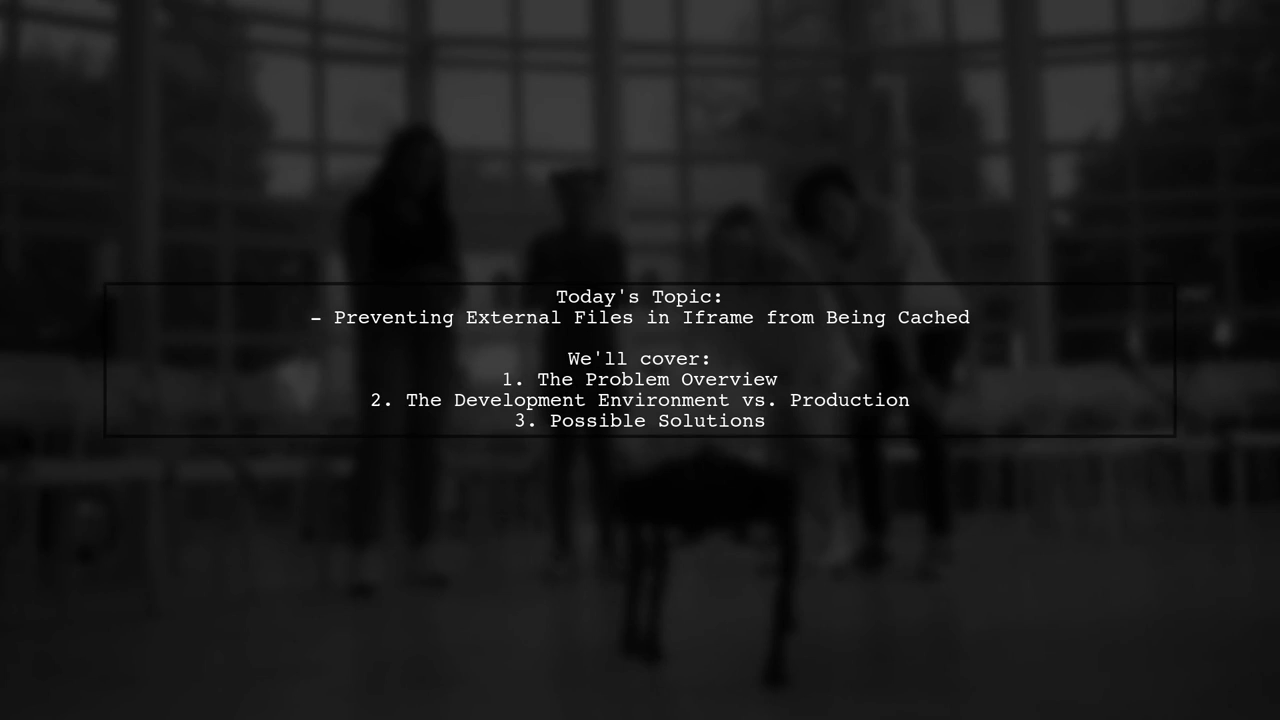 Today's Topic:
- Preventing External Files in Iframe from Being Cached
We'll cover:
1. The Problem Overview
2. The Development Environment vs. Production
3. Possible Solutions